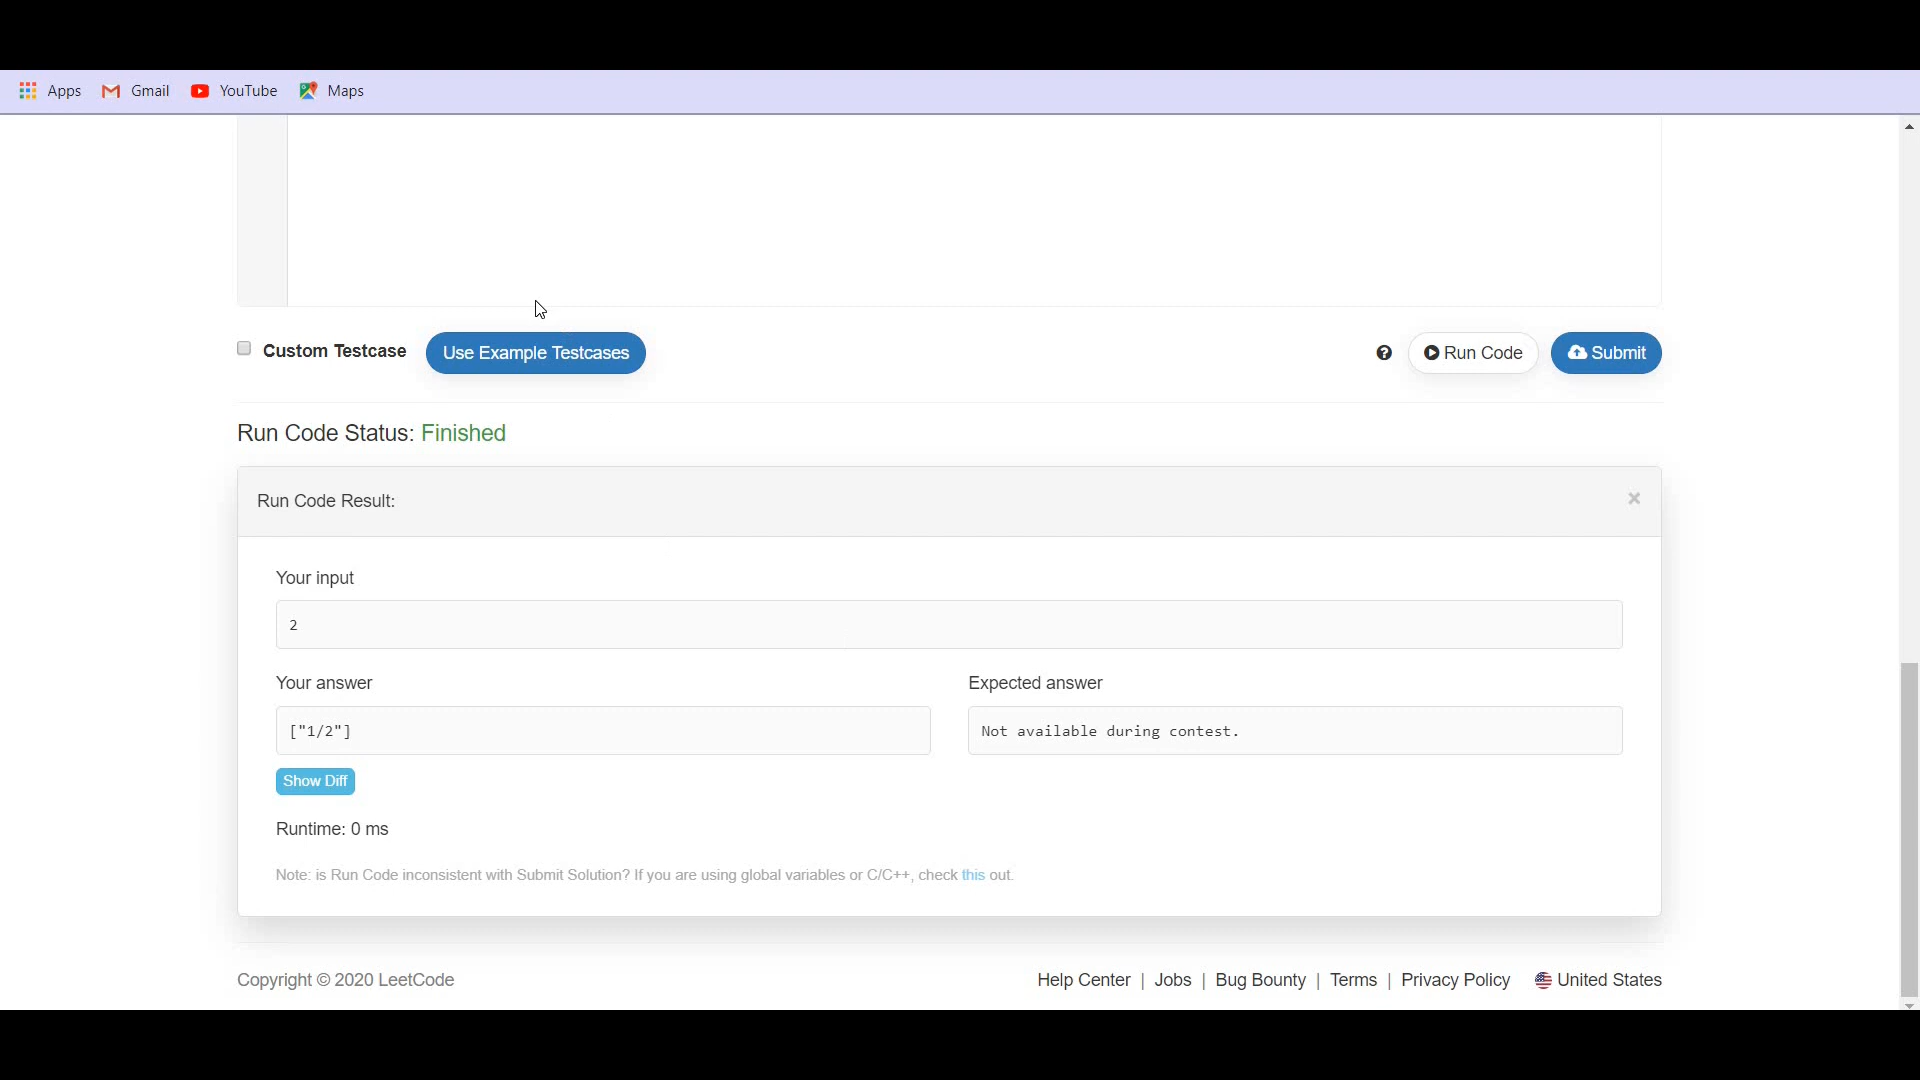 Apps Gmail YouTube Maps
Custom Testcase Use Example Testcases Run Code Submit
Run Code Status: Finished
Run Code Result:
Your input
2
Your answer Expected answer
["1/2"] Not available during contest.
Show Diff
Runtime: 0 ms
Note: is Run Code inconsistent with Submit Solution? If you are using global variables or C/C++, check this out.
Copyright © 2020 LeetCode Help Center | Jobs | Bug Bounty | Terms | Privacy Policy United States